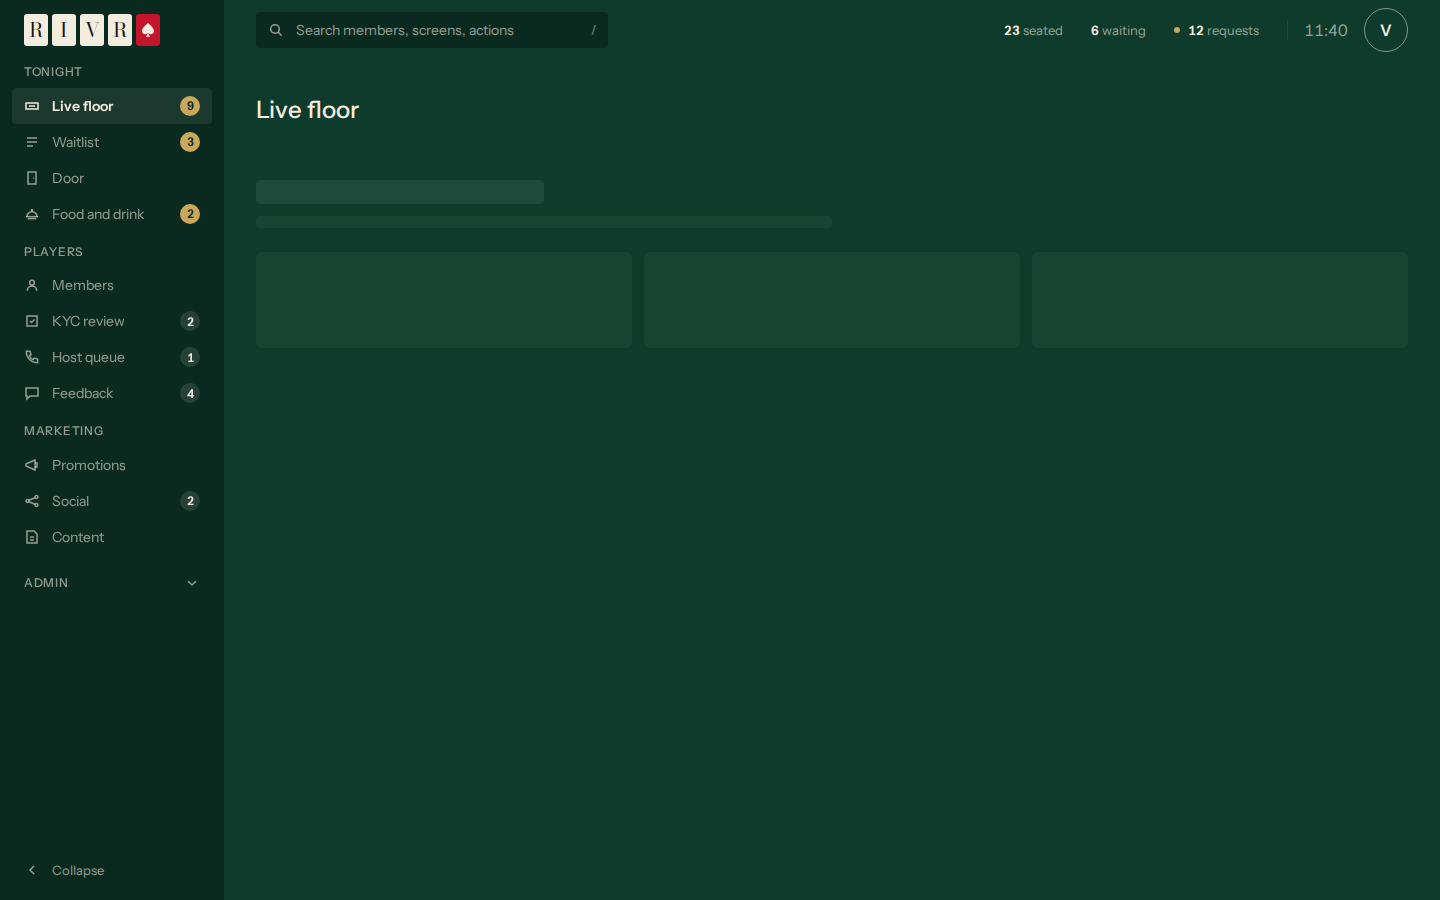 R I V R
Search members, screens, actions /
23 seated 6 waiting 12 requests 11:40 V
TONIGHT
Live floor 9
Waitlist 3
Door
Food and drink 2
PLAYERS
Members
KYC review 2
Host queue 1
Feedback 4
MARKETING
Promotions
Social 2
Content
ADMIN
Collapse
Live floor